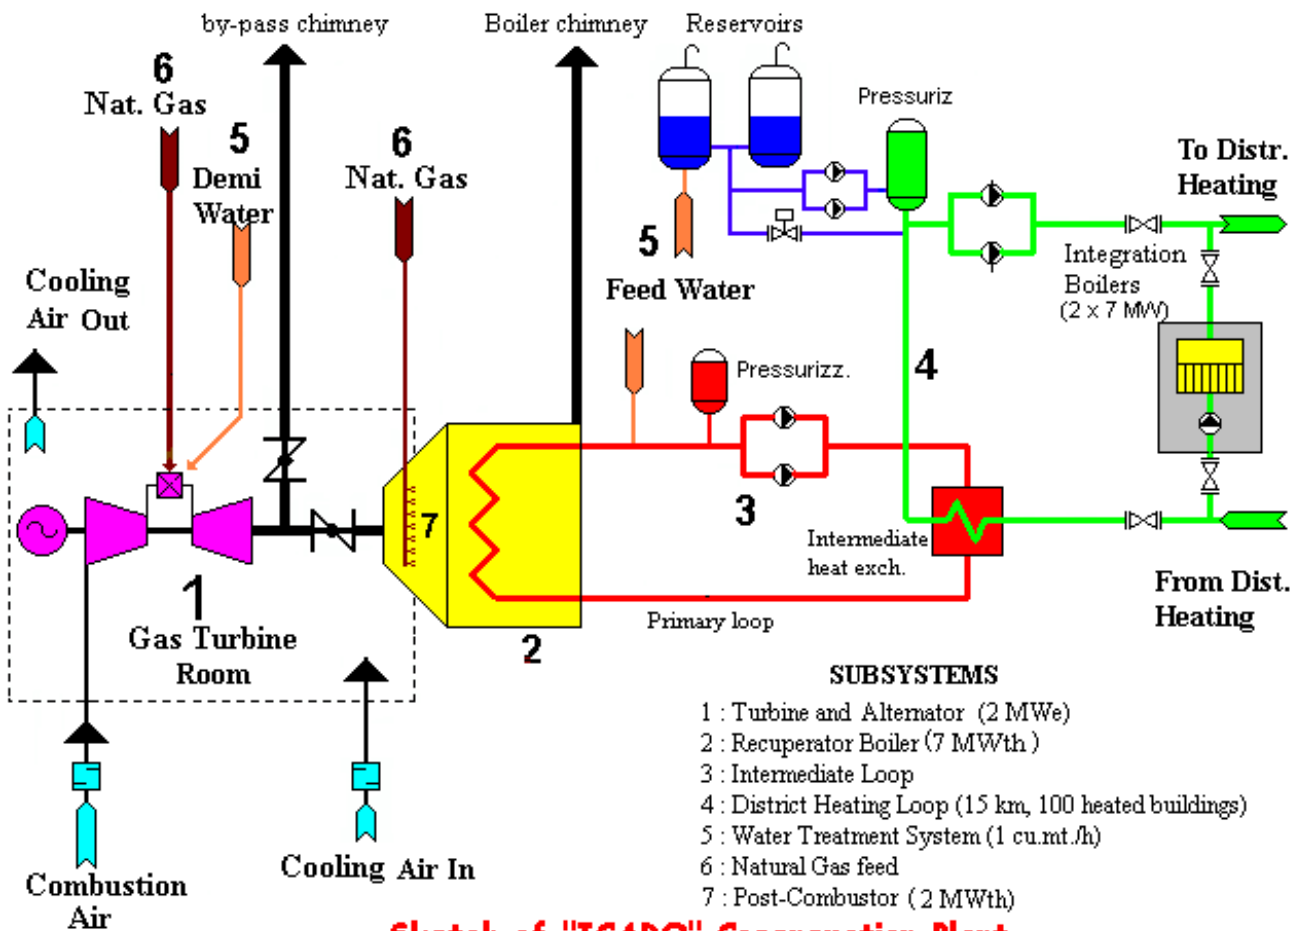 by-pass chimney
Boiler chimney
Reservoirs
6
Nat. Gas
5
Demi
Water
6
Nat. Gas
Pressuriz
To Distr.
Heating
5
Feed Water
Integration
Boilers
(2 x 7 MW)
Cooling
Air Out
4
Pressurizz.
7
3
Intermediate
heat exch.
1
Gas Turbine
Room
2
Primary loop
From Dist.
Heating
SUBSYSTEMS
1 : Turbine and Alternator (2 MWe)
2 : Recuperator Boiler (7 MWth )
3 : Intermediate Loop
4 : District Heating Loop (15 km, 100 heated buildings)
5 : Water Treatment System (1 cu.mt./h)
6 : Natural Gas feed
7 : Post-Combustor (2 MWth)
Cooling Air In
Combustion
Air
Sketch of Cogeneration Plant